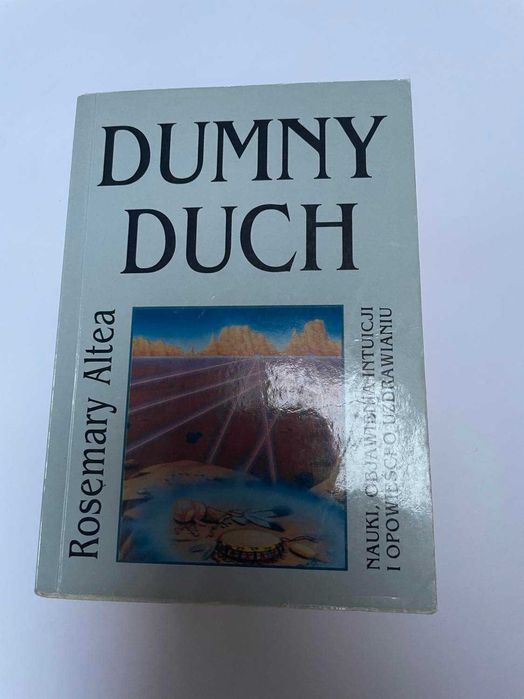 DUMNY
DUCH
Rosemary Altea
NAUKI, OBJAWIENIA INTUICJI
I OPOWIEŚCI O UZDRAWIANIU